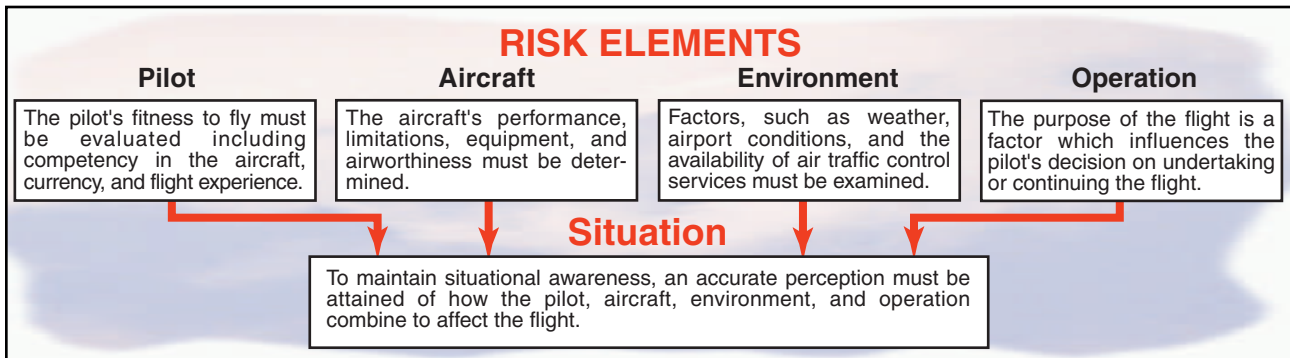 RISK ELEMENTS
Pilot
The pilot's fitness to fly must
be evaluated including
competency in the aircraft,
currency, and flight experience.
Aircraft
The aircraft's performance,
limitations, equipment, and
airworthiness must be deter-
mined.
Environment
Factors, such as weather,
airport conditions, and the
availability of air traffic control
services must be examined.
Operation
The purpose of the flight is a
factor which influences the
pilot's decision on undertaking
or continuing the flight.
Situation
To maintain situational awareness, an accurate perception must be
attained of how the pilot, aircraft, environment, and operation
combine to affect the flight.